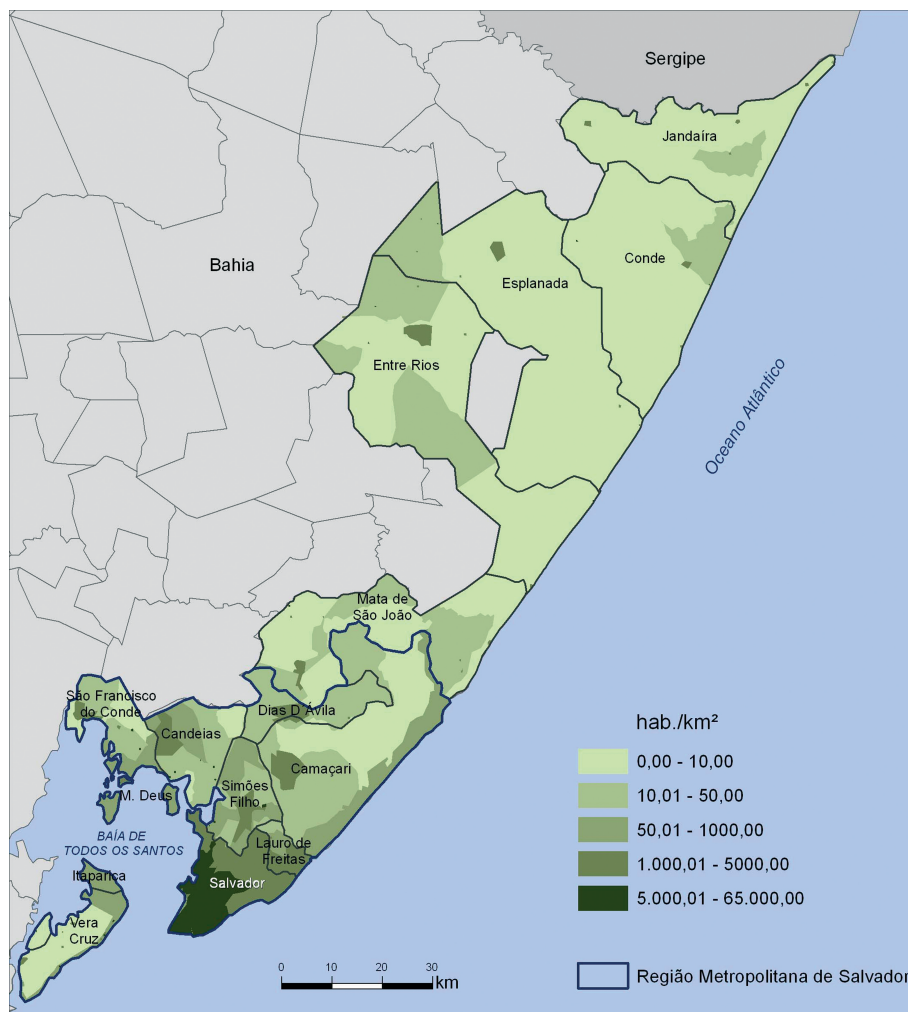 Sergipe
Jandaíra
Bahia
Conde
Esplanada
Entre Rios
Oceano Atlântico
Mata de
São João
São Francisco
do Conde
Dias D Ávila
Candeias
Camaçari
Simões
Filho
M. Deus
BAÍA DE
TODOS OS SANTOS
Lauro de
Freitas
Itaparica
Salvador
Vera
Cruz
hab./km²
0,00 - 10,00
10,01 - 50,00
50,01 - 1000,00
1.000,01 - 5000,00
5.000,01 - 65.000,00
0 10 20 30
km
Região Metropolitana de Salvador